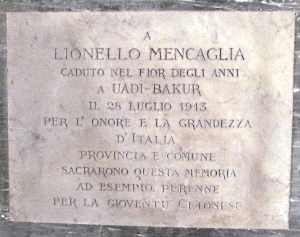 A
LIONELLO MENCAGLIA
CADUTO NEL FIOR DEGLI ANNI
A UADI-BAKUR
IL 28 LUGLIO 1913
PER L'ONORE E LA GRANDEZZA
D'ITALIA
PROVINCIA E COMUNE
SACRARONO QUESTA MEMORIA
AD ESEMPIO PERENNE
PER LA GIOVENTÙ CETONESE